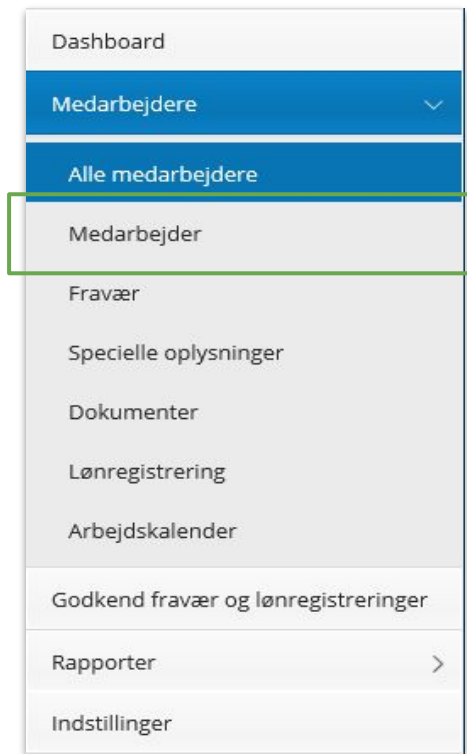 Dashboard
Medarbejdere
Alle medarbejdere
Medarbejder
Fravær
Specielle oplysninger
Dokumenter
Lønregistrering
Arbejdskalender
Godkend fravær og lønregistreringer
Rapporter
Indstillinger